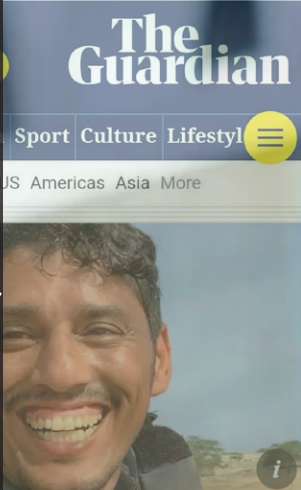 The
Guardian
Sport Culture Lifestyl
US Americas Asia More
i